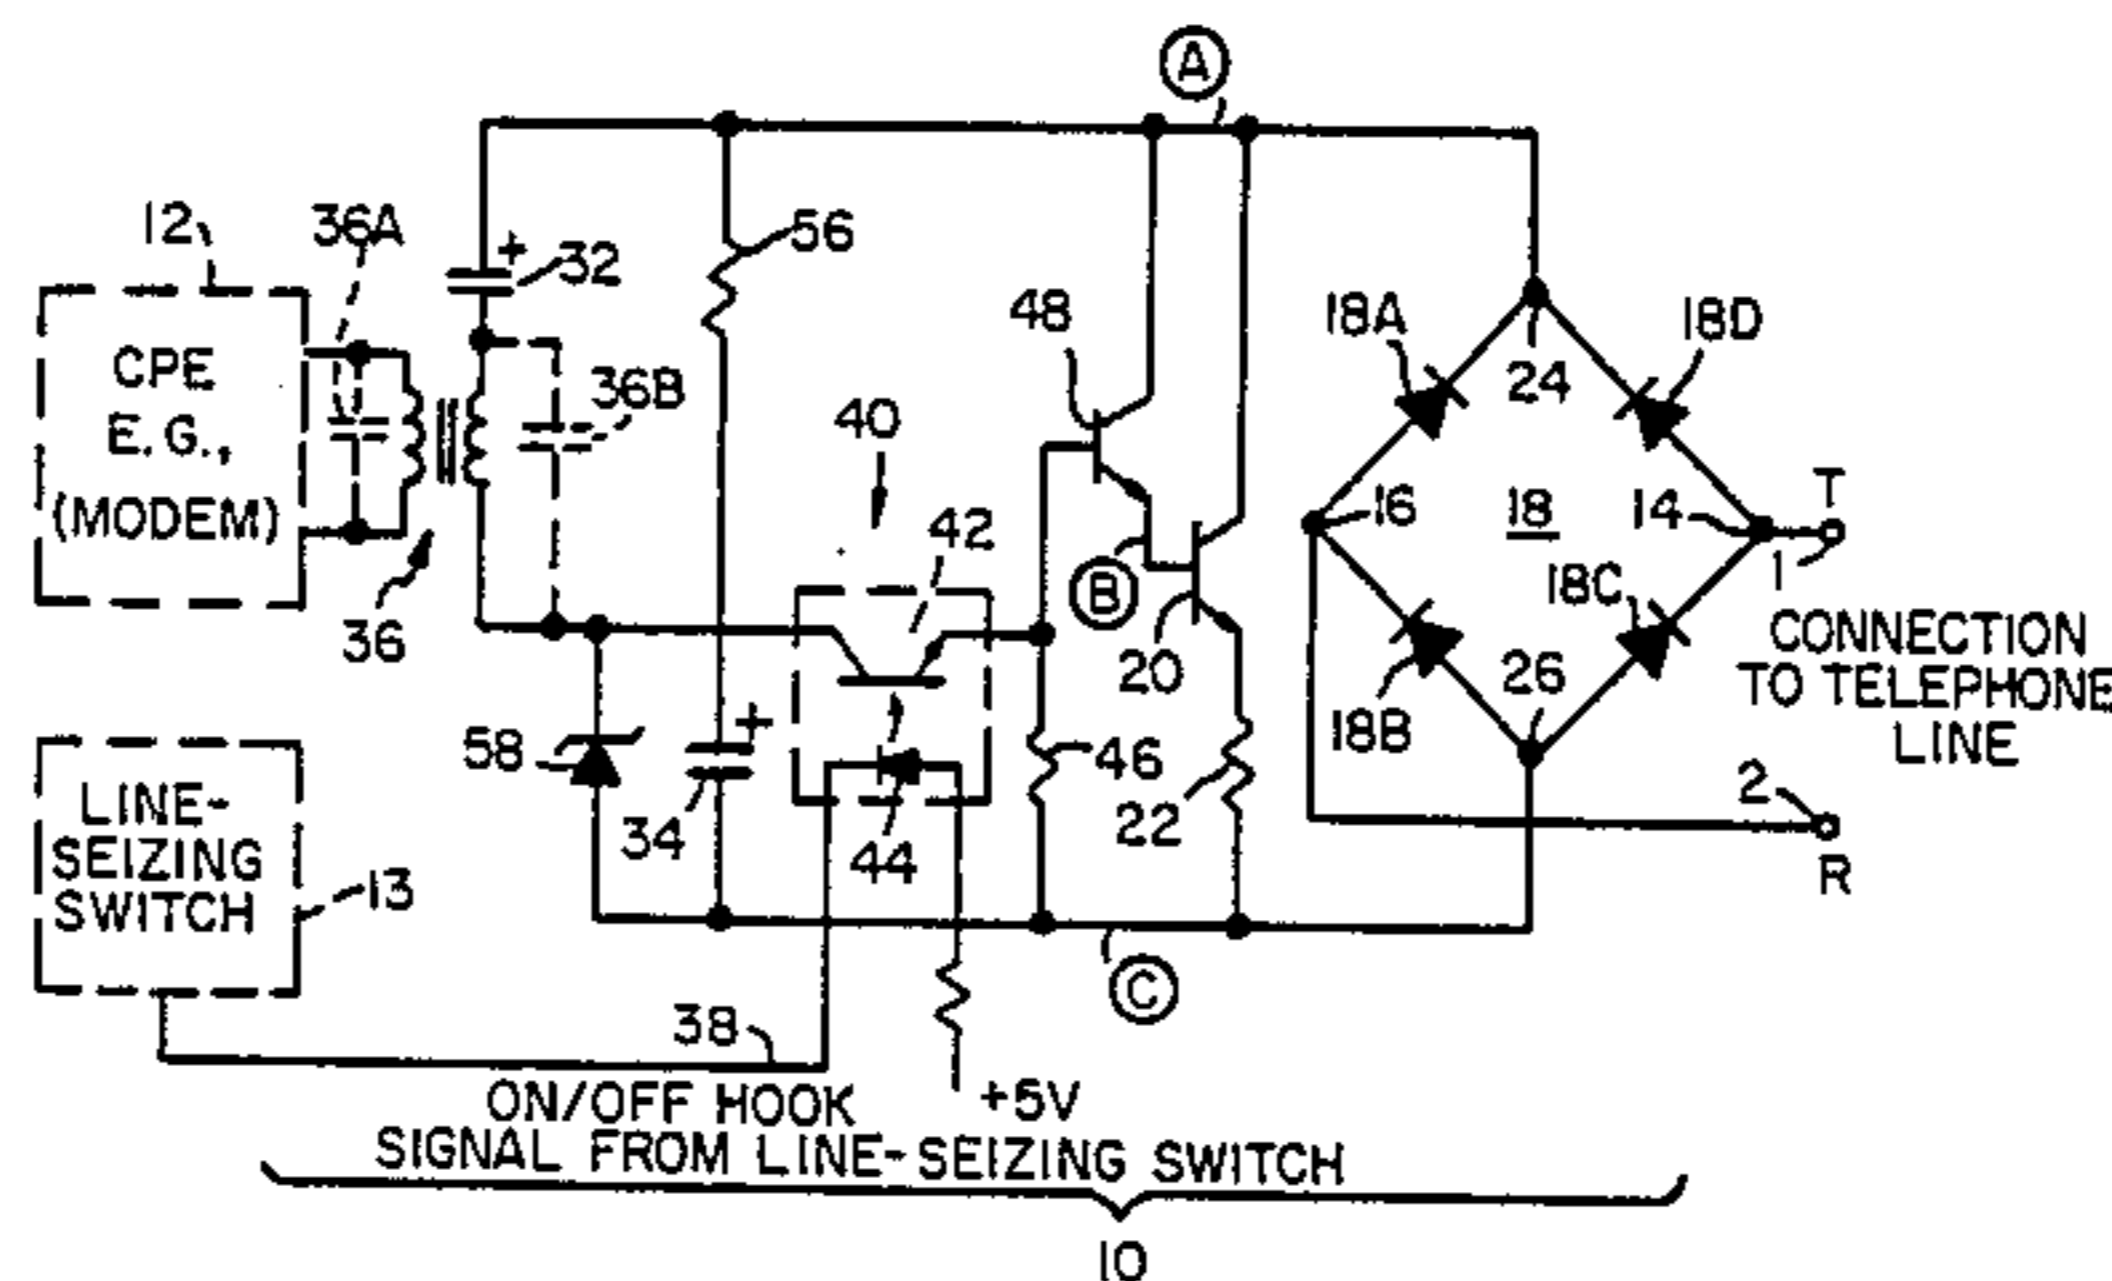 A
12
36A
+
32
56
CPE
E.G.,
(MODEM)
36B
48
18A
18D
24
40
42
B
16
18
14
T
1
36
20
18C
CONNECTION
TO TELEPHONE
LINE
18B
26
58
+
34
44
46
22
2
R
LINE-
SEIZING
SWITCH
13
C
38
+5V
ON/OFF HOOK
SIGNAL FROM LINE-SEIZING SWITCH
10